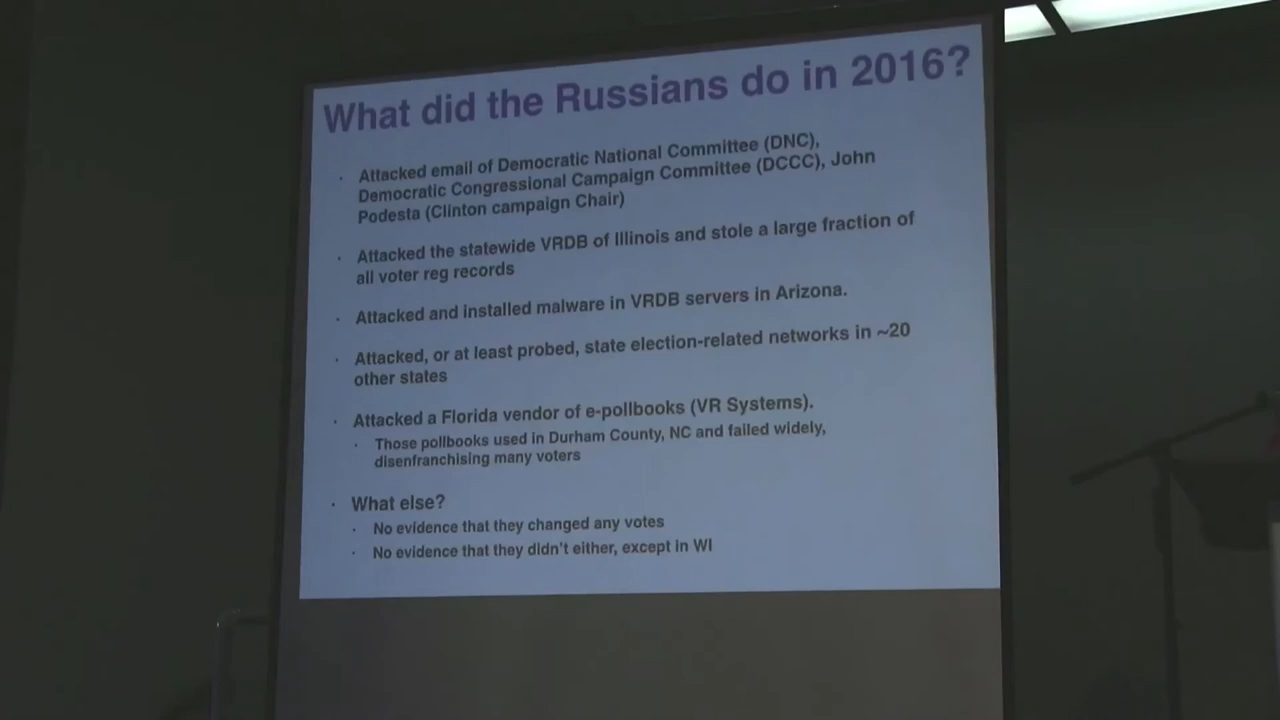 What did the Russians do in 2016?
· Attacked email of Democratic National Committee (DNC),
Democratic Congressional Campaign Committee (DCCC), John
Podesta (Clinton campaign Chair)
· Attacked the statewide VRDB of Illinois and stole a large fraction of
all voter reg records
· Attacked and installed malware in VRDB servers in Arizona.
· Attacked, or at least probed, state election-related networks in ~20
other states
· Attacked a Florida vendor of e-pollbooks (VR Systems).
· Those pollbooks used in Durham County, NC and failed widely,
disenfranchising many voters
· What else?
· No evidence that they changed any votes
· No evidence that they didn't either, except in WI